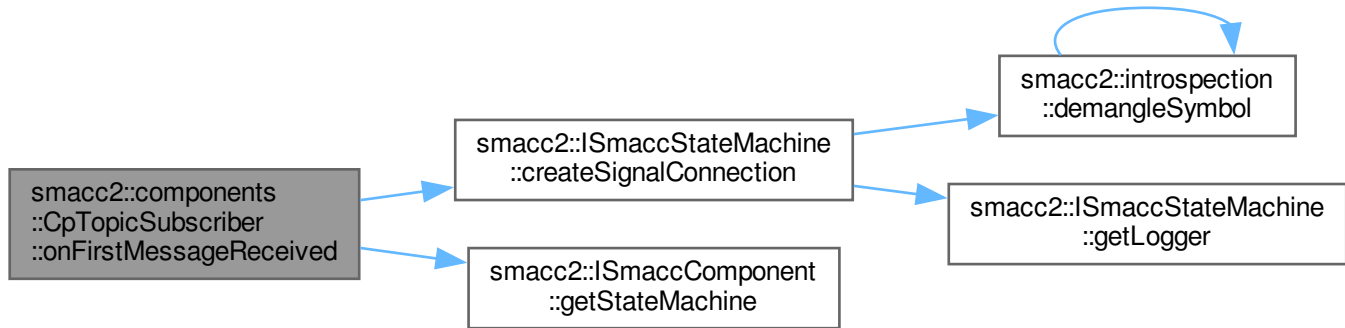 smacc2::components
::CpTopicSubscriber
::onFirstMessageReceived
smacc2::ISmaccStateMachine
::createSignalConnection
smacc2::ISmaccComponent
::getStateMachine
smacc2::introspection
::demangleSymbol
smacc2::ISmaccStateMachine
::getLogger